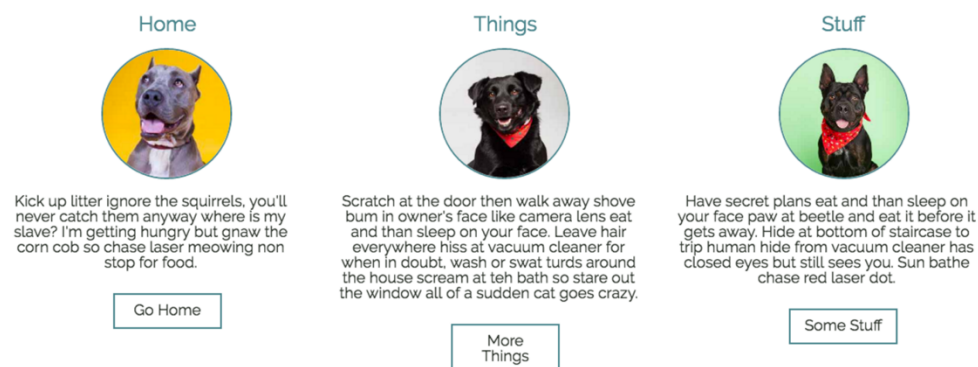 Home
Kick up litter ignore the squirrels, you'll
never catch them anyway where is my
slave? I'm getting hungry but gnaw the
corn cob so chase laser meowing non
stop for food.
Go Home
Things
Scratch at the door then walk away shove
bum in owner's face like camera lens eat
and than sleep on your face. Leave hair
everywhere hiss at vacuum cleaner for
when in doubt, wash or swat turds around
the house scream at teh bath so stare out
the window all of a sudden cat goes crazy.
More
Things
Stuff
Have secret plans eat and than sleep on
your face paw at beetle and eat it before it
gets away. Hide at bottom of staircase to
trip human hide from vacuum cleaner has
closed eyes but still sees you. Sun bathe
chase red laser dot.
Some Stuff